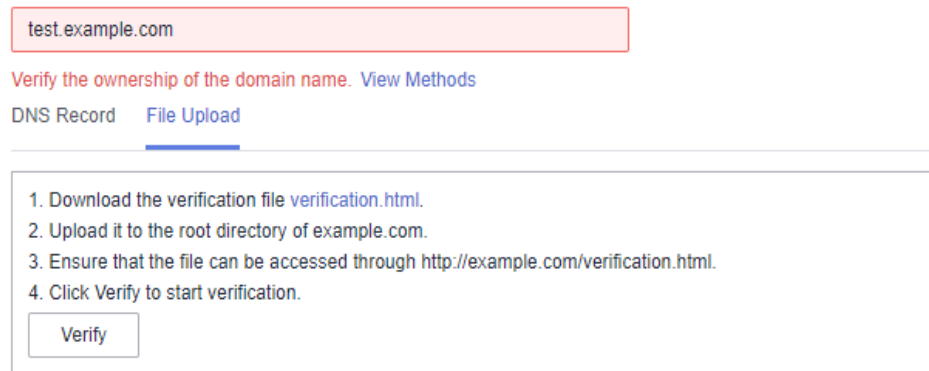 test.example.com
Verify the ownership of the domain name. View Methods
DNS Record File Upload
1. Download the verification file verification.html.
2. Upload it to the root directory of example.com.
3. Ensure that the file can be accessed through http://example.com/verification.html.
4. Click Verify to start verification.
Verify